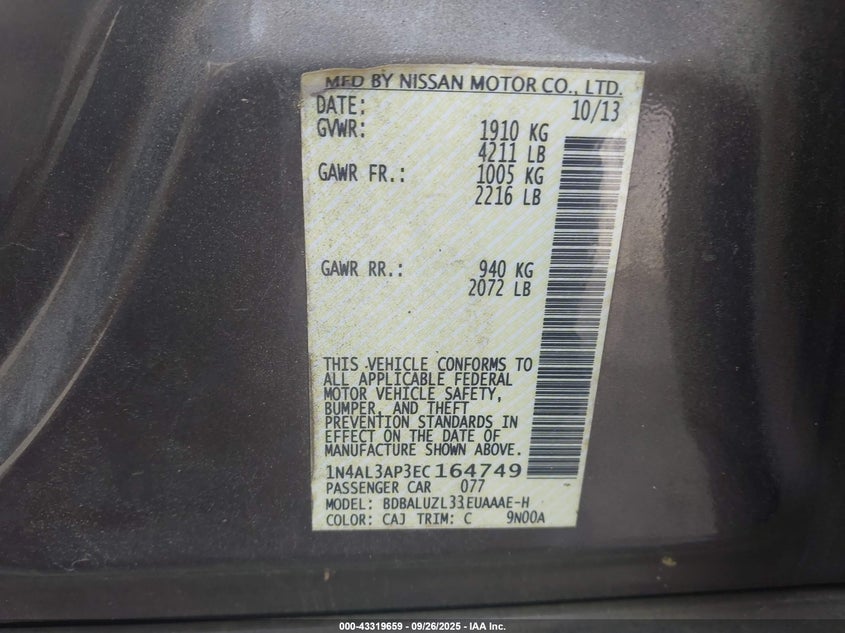 MFD BY NISSAN MOTOR CO., LTD.
DATE: 10/13
GVWR: 1910 KG
4211 LB
GAWR FR.: 1005 KG
2216 LB
GAWR RR.: 940 KG
2072 LB
THIS VEHICLE CONFORMS TO
ALL APPLICABLE FEDERAL
MOTOR VEHICLE SAFETY,
BUMPER, AND THEFT
PREVENTION STANDARDS IN
EFFECT ON THE DATE OF
MANUFACTURE SHOWN ABOVE.
1N4AL3AP3EC164749
PASSENGER CAR 077
MODEL: BDBALUZL33EUAAAE-H
COLOR: CAJ TRIM: C 9N00A
000-43319659 - 09/26/2025 - IAA Inc.